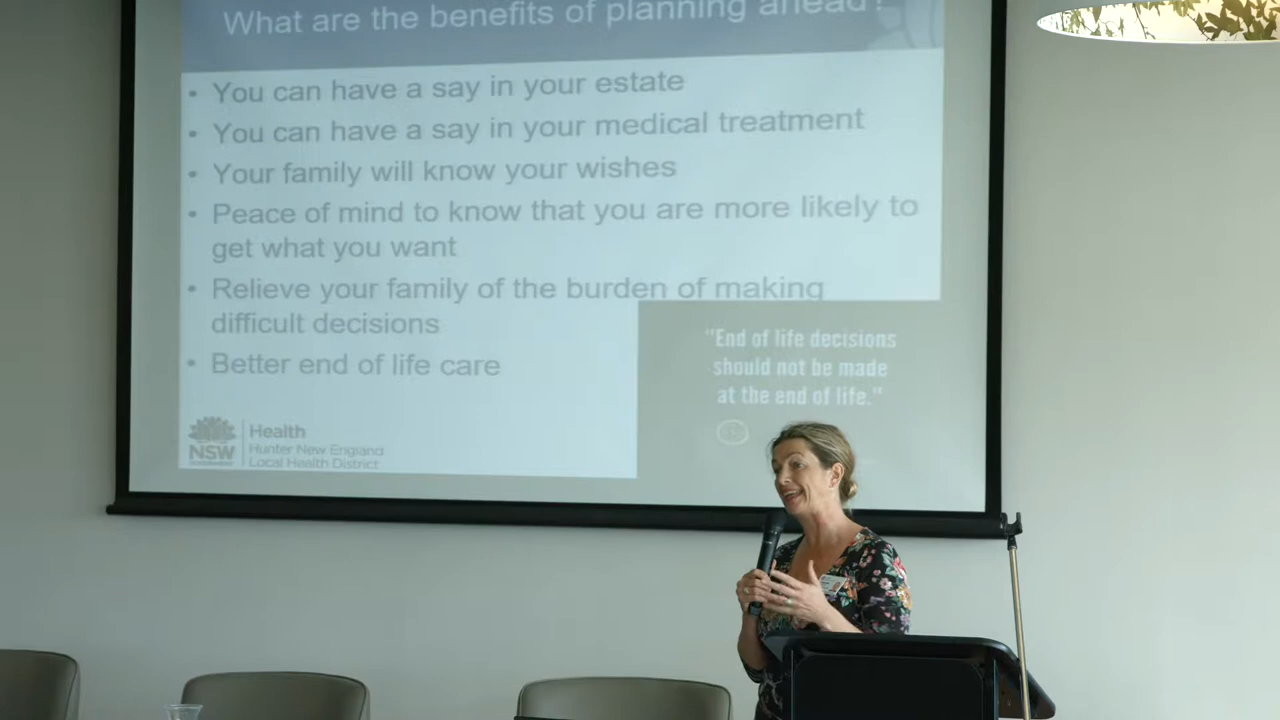 What are the benefits of planning ahead?
• You can have a say in your estate
• You can have a say in your medical treatment
• Your family will know your wishes
• Peace of mind to know that you are more likely to
get what you want
• Relieve your family of the burden of making
difficult decisions
• Better end of life care
"End of life decisions
should not be made
at the end of life."
NSW
Health
Hunter New England
Local Health District